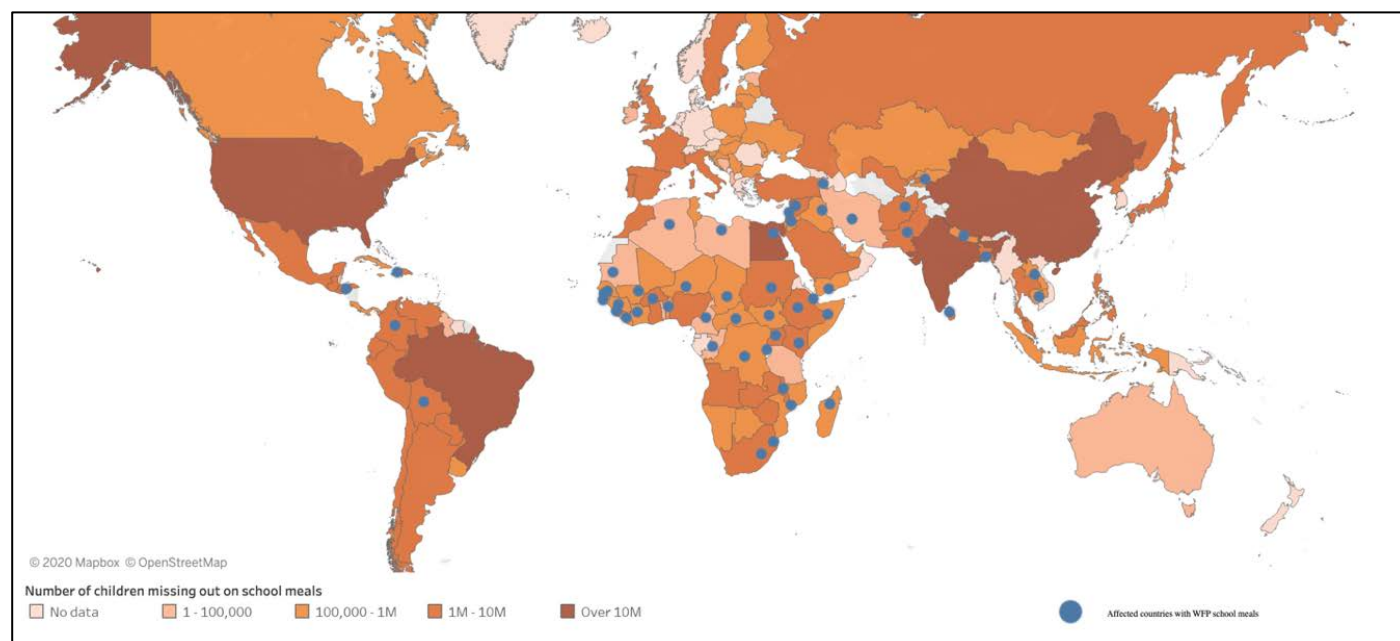 © 2020 Mapbox © OpenStreetMap
Number of children missing out on school meals
No data 1 - 100,000 100,000 - 1M 1M - 10M Over 10M Affected countries with WFP school meals